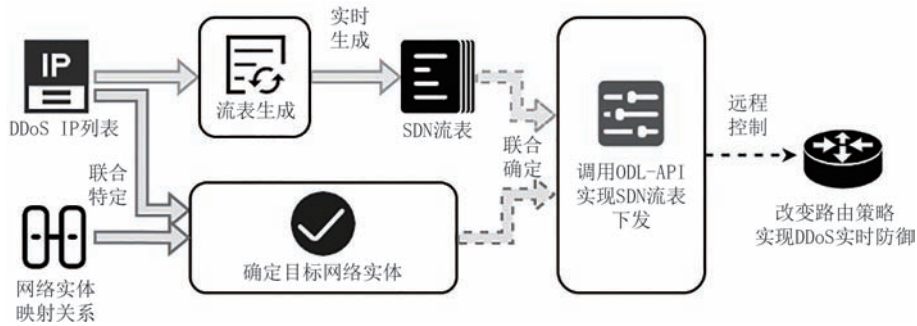 IP
DDoS IP列表
流表生成
实时
生成
SDN流表
联合
特定
联合
确定
网络实体
映射关系
确定目标网络实体
调用ODL-API
实现SDN流表
下发
远程
控制
改变路由策略
实现DDoS实时防御